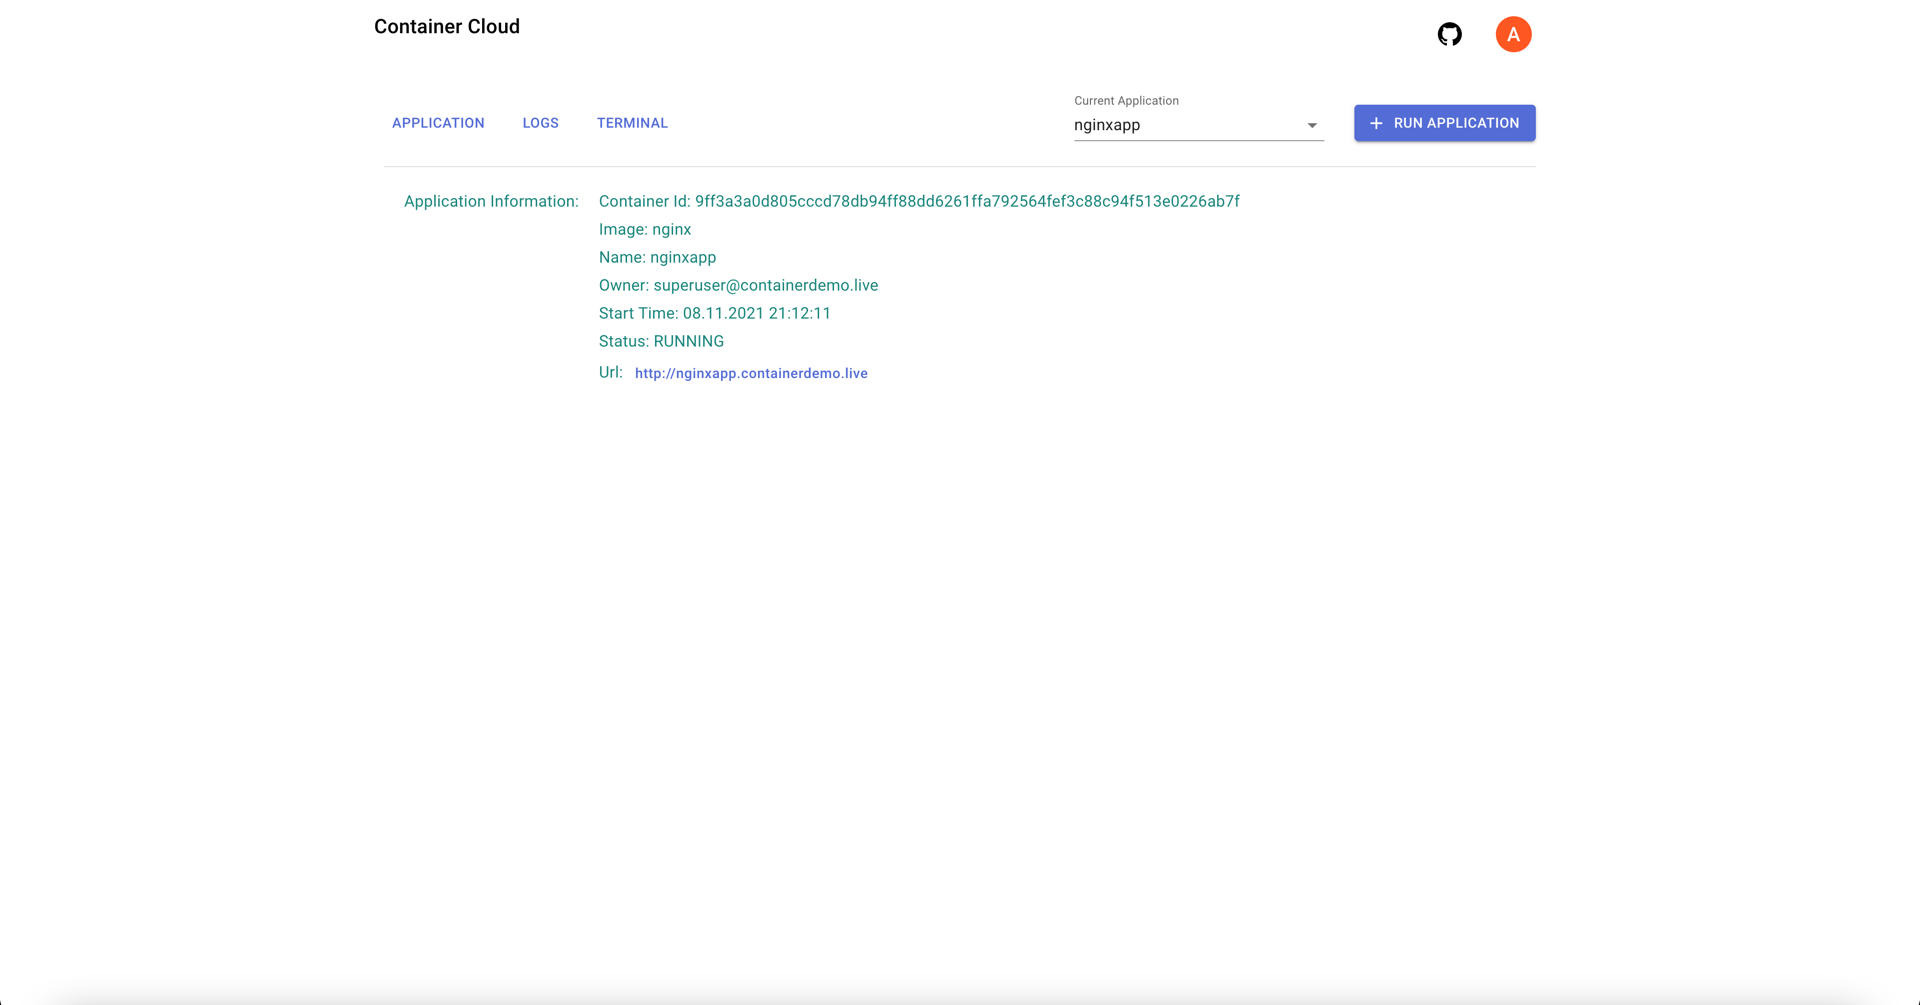 Container Cloud
A
APPLICATION
LOGS
TERMINAL
Current Application
nginxapp
RUN APPLICATION
Application Information:
Container Id: 9ff3a3a0d805cccd78db94ff88dd6261ffa792564fef3c88c94f513e0226ab7f
Image: nginx
Name: nginxapp
Owner: superuser@containerdemo.live
Start Time: 08.11.2021 21:12:11
Status: RUNNING
Url: http://nginxapp.containerdemo.live